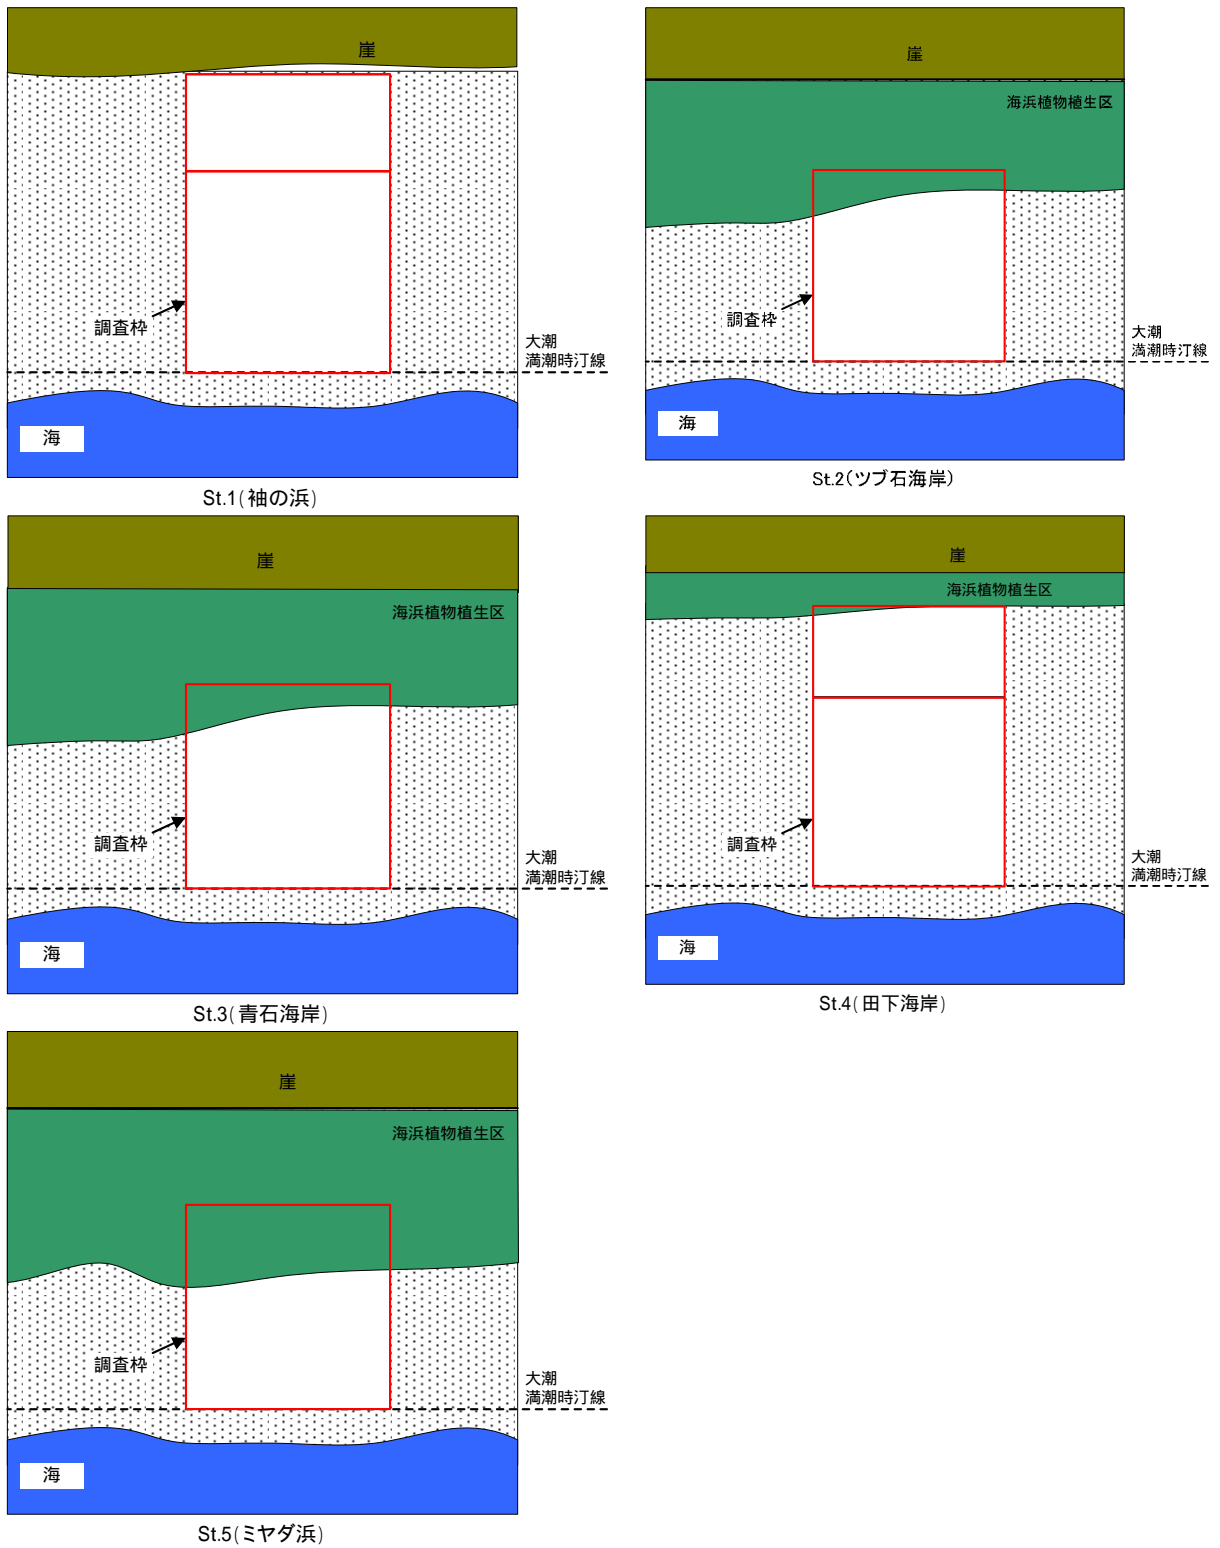 崖
調査枠
大潮
満潮時汀線
海
St.1(袖の浜)
崖
海浜植物植生区
調査枠
大潮
満潮時汀線
海
St.2(ツブ石海岸)
崖
海浜植物植生区
調査枠
大潮
満潮時汀線
海
St.3(青石海岸)
崖
海浜植物植生区
調査枠
大潮
満潮時汀線
海
St.4(田下海岸)
崖
海浜植物植生区
調査枠
大潮
満潮時汀線
海
St.5(ミヤダ浜)